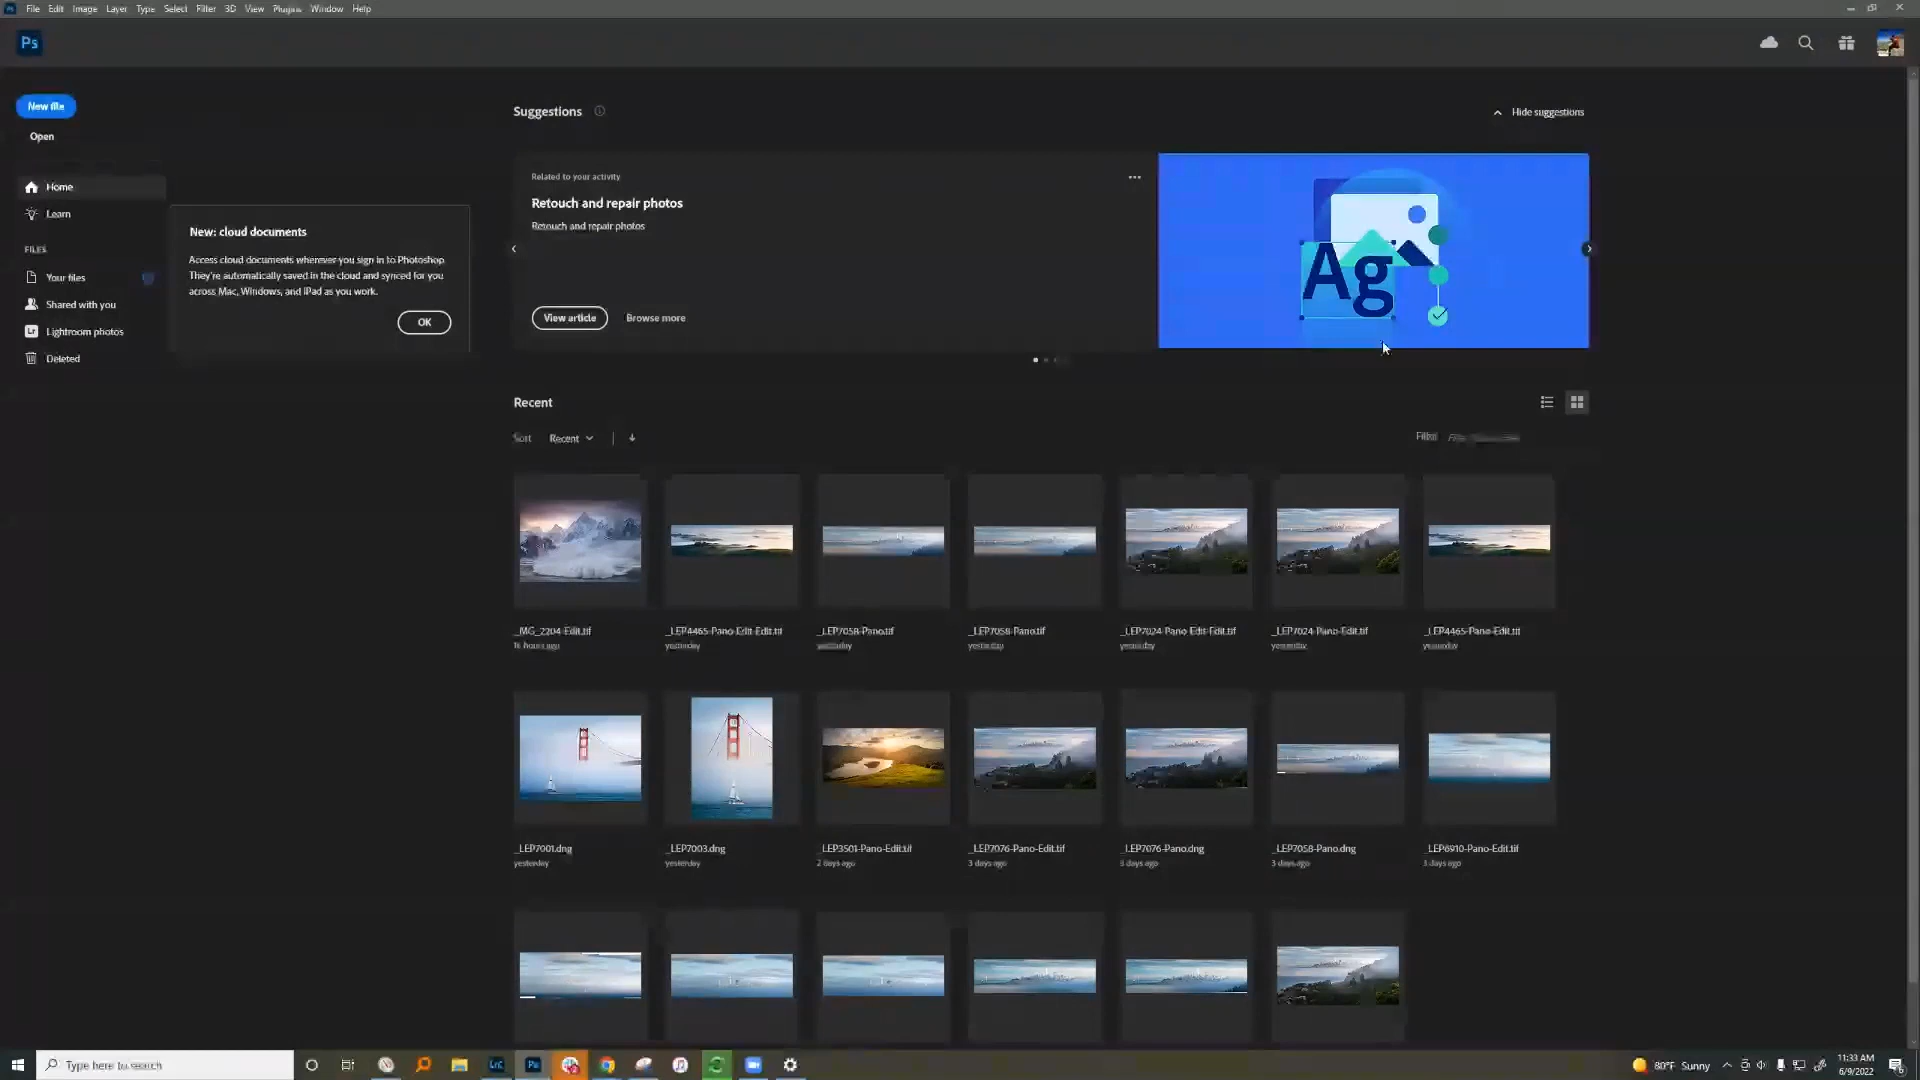 File Edit Image Layer Type Select Filter 3D View Plugins Window Help
Ps
New file
Open
Home
Learn
FILES
Your files
Shared with you
Lightroom photos
Deleted
New: cloud documents
Access cloud documents wherever you sign in to Photoshop.
They're automatically saved in the cloud and synced for you
across Mac, Windows, and iPad as you work.
OK
Suggestions
Hide suggestions
Related to your activity
Retouch and repair photos
Retouch and repair photos
View article
Browse more
Ag
Recent
Sort
Recent
Filter
_MG_2204-Edit.tif
16 hours ago
_LEP4465-Pano-Edit-Edit.tif
yesterday
_LEP7058-Pano.tif
yesterday
_LEP7058-Pano.tif
yesterday
_LEP7024-Pano-Edit-Edit.tif
yesterday
_LEP7024-Pano-Edit.tif
yesterday
_LEP4465-Pano-Edit.tif
yesterday
_LEP7001.dng
yesterday
_LEP7003.dng
yesterday
_LEP3501-Pano-Edit.tif
2 days ago
_LEP7076-Pano-Edit.tif
3 days ago
_LEP7076-Pano.dng
3 days ago
_LEP7058-Pano.dng
3 days ago
_LEP6910-Pano-Edit.tif
3 days ago
Type here to search
LrC
Ps
80°F Sunny
11:33 AM
6/9/2022